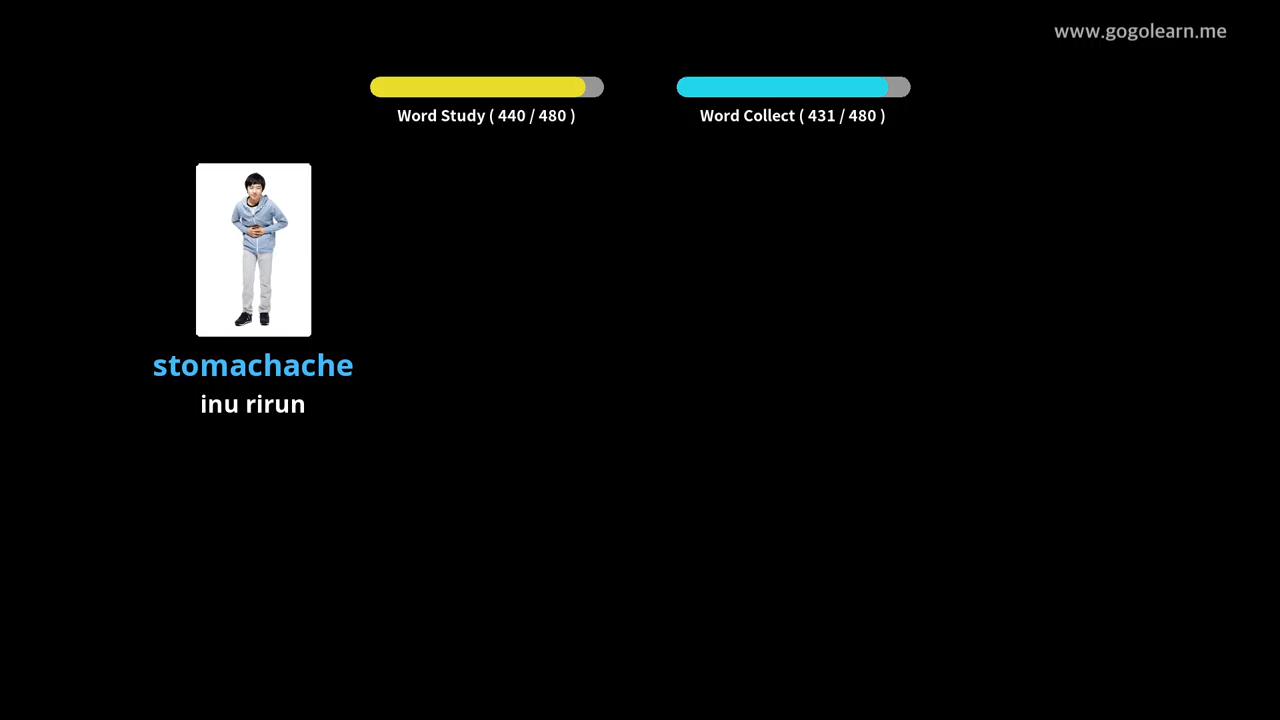 www.gogolearn.me
Word Study ( 440 / 480 )
Word Collect ( 431 / 480 )
stomachache
inu rirun